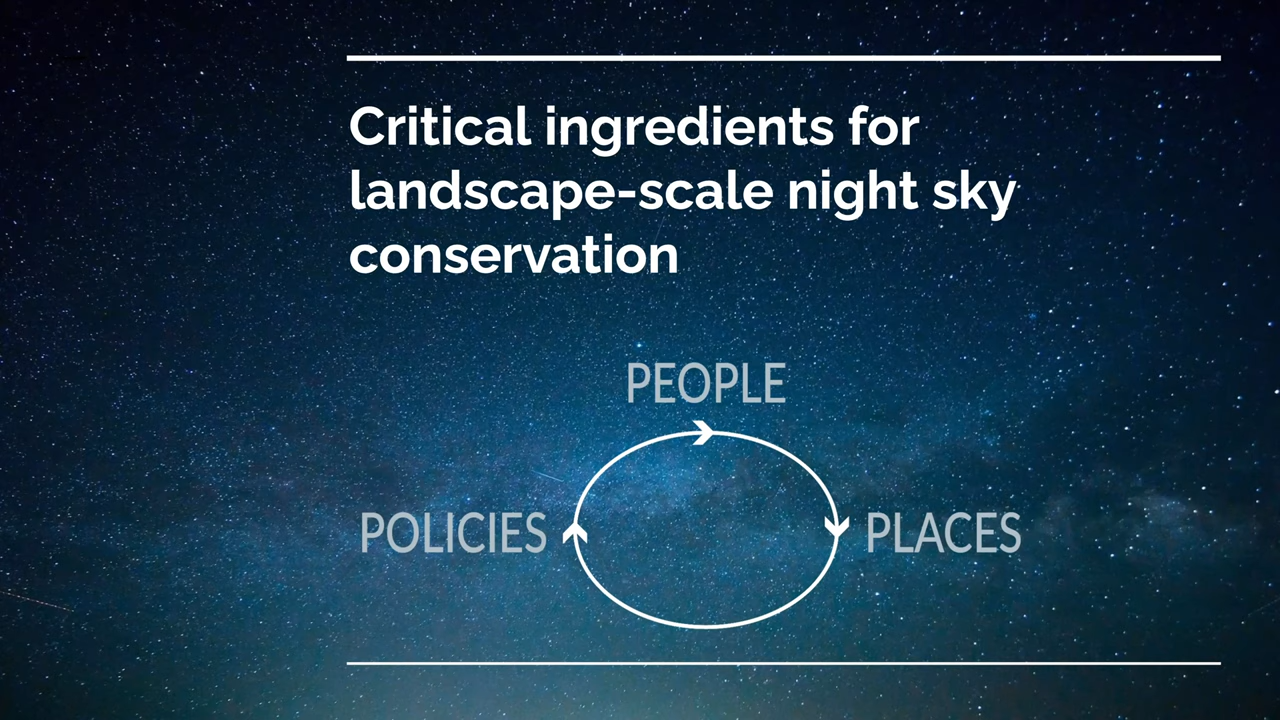 Critical ingredients for
landscape-scale night sky
conservation
PEOPLE
POLICIES
PLACES